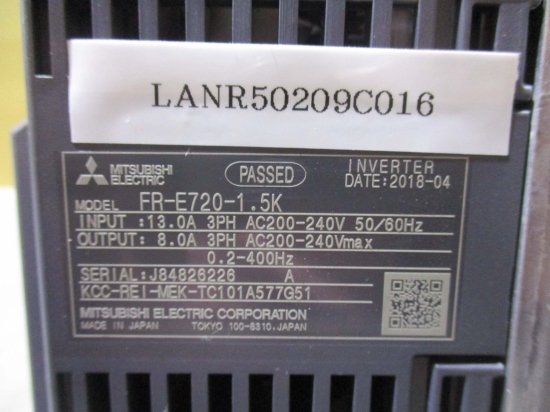 LANR50209C016
MITSUBISHI ELECTRIC PASSED INVERTER
DATE:2018-04
MODEL FR-E720-1.5K
INPUT :13.0A 3PH AC200-240V 50/60Hz
OUTPUT: 8.0A 3PH AC200-240Vmax
0.2-400Hz
SERIAL:J84826226 A
KCC-REI-MEK-TC101A577G51
MITSUBISHI ELECTRIC CORPORATION
MADE IN JAPAN TOKYO 100-8310,JAPAN